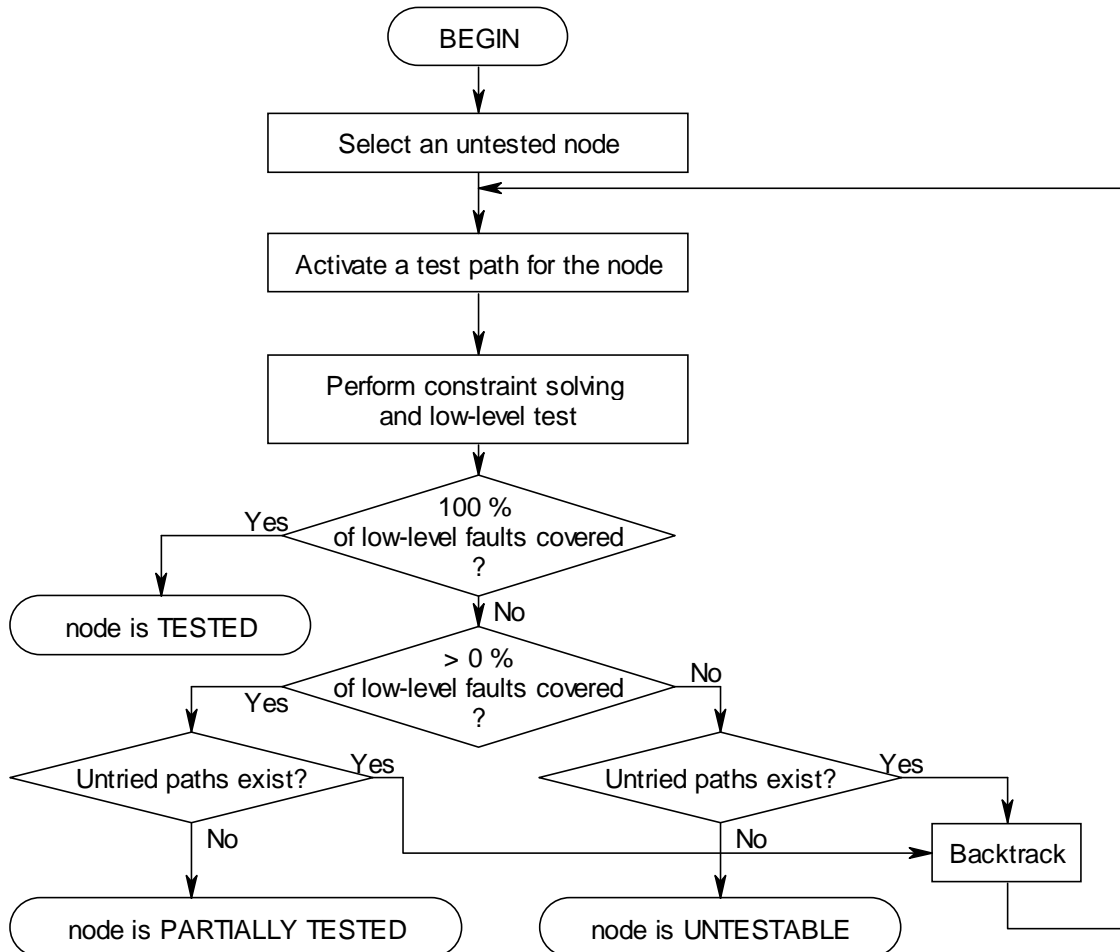 BEGIN
Select an untested node
Activate a test path for the node
Perform constraint solving
and low-level test
100 %
of low-level faults covered
?
Yes
No
node is TESTED
> 0 %
of low-level faults covered
?
Yes
No
Untried paths exist?
Yes
No
Untried paths exist?
Yes
No
Backtrack
node is PARTIALLY TESTED
node is UNTESTABLE